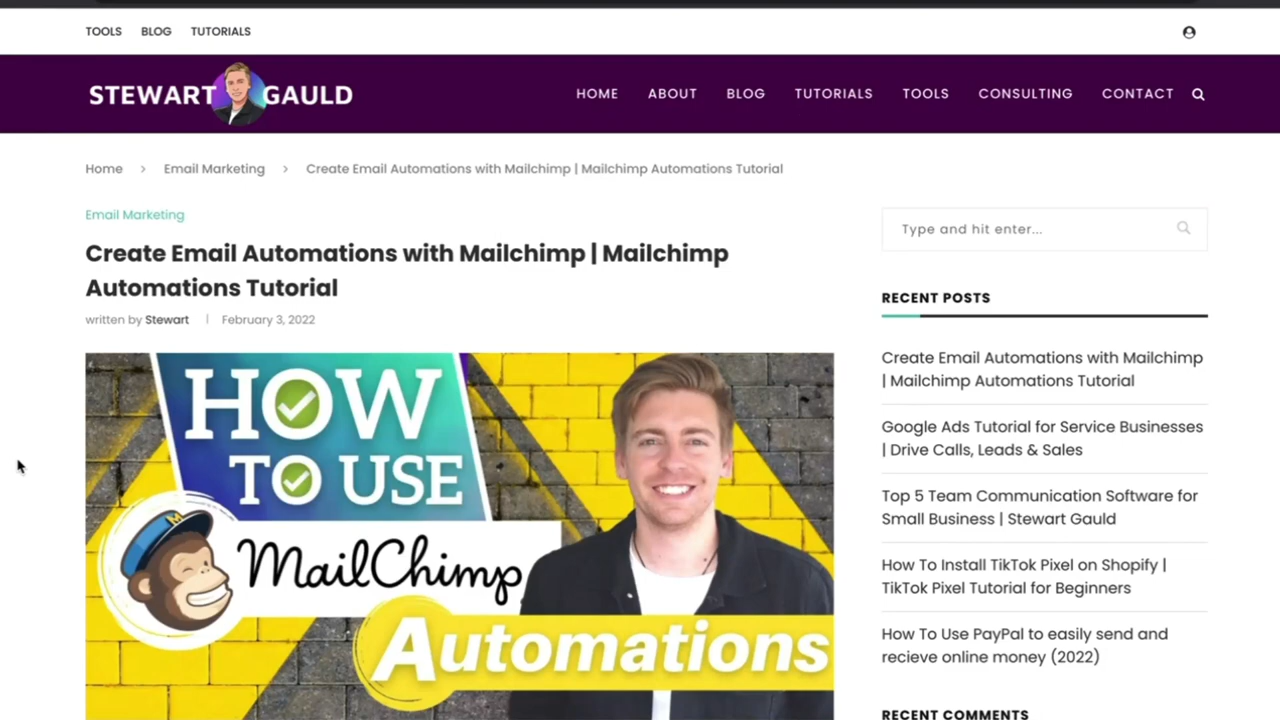 TOOLS BLOG TUTORIALS
STEWART GAULD
HOME ABOUT BLOG TUTORIALS TOOLS CONSULTING CONTACT
Home > Email Marketing > Create Email Automations with Mailchimp | Mailchimp Automations Tutorial
Email Marketing
Create Email Automations with Mailchimp | Mailchimp
Automations Tutorial
written by Stewart | February 3, 2022
HOW
TO USE
MailChimp
Automations
Type and hit enter...
RECENT POSTS
Create Email Automations with Mailchimp
| Mailchimp Automations Tutorial
Google Ads Tutorial for Service Businesses
| Drive Calls, Leads & Sales
Top 5 Team Communication Software for
Small Business | Stewart Gauld
How To Install TikTok Pixel on Shopify |
TikTok Pixel Tutorial for Beginners
How To Use PayPal to easily send and
recieve online money (2022)
RECENT COMMENTS